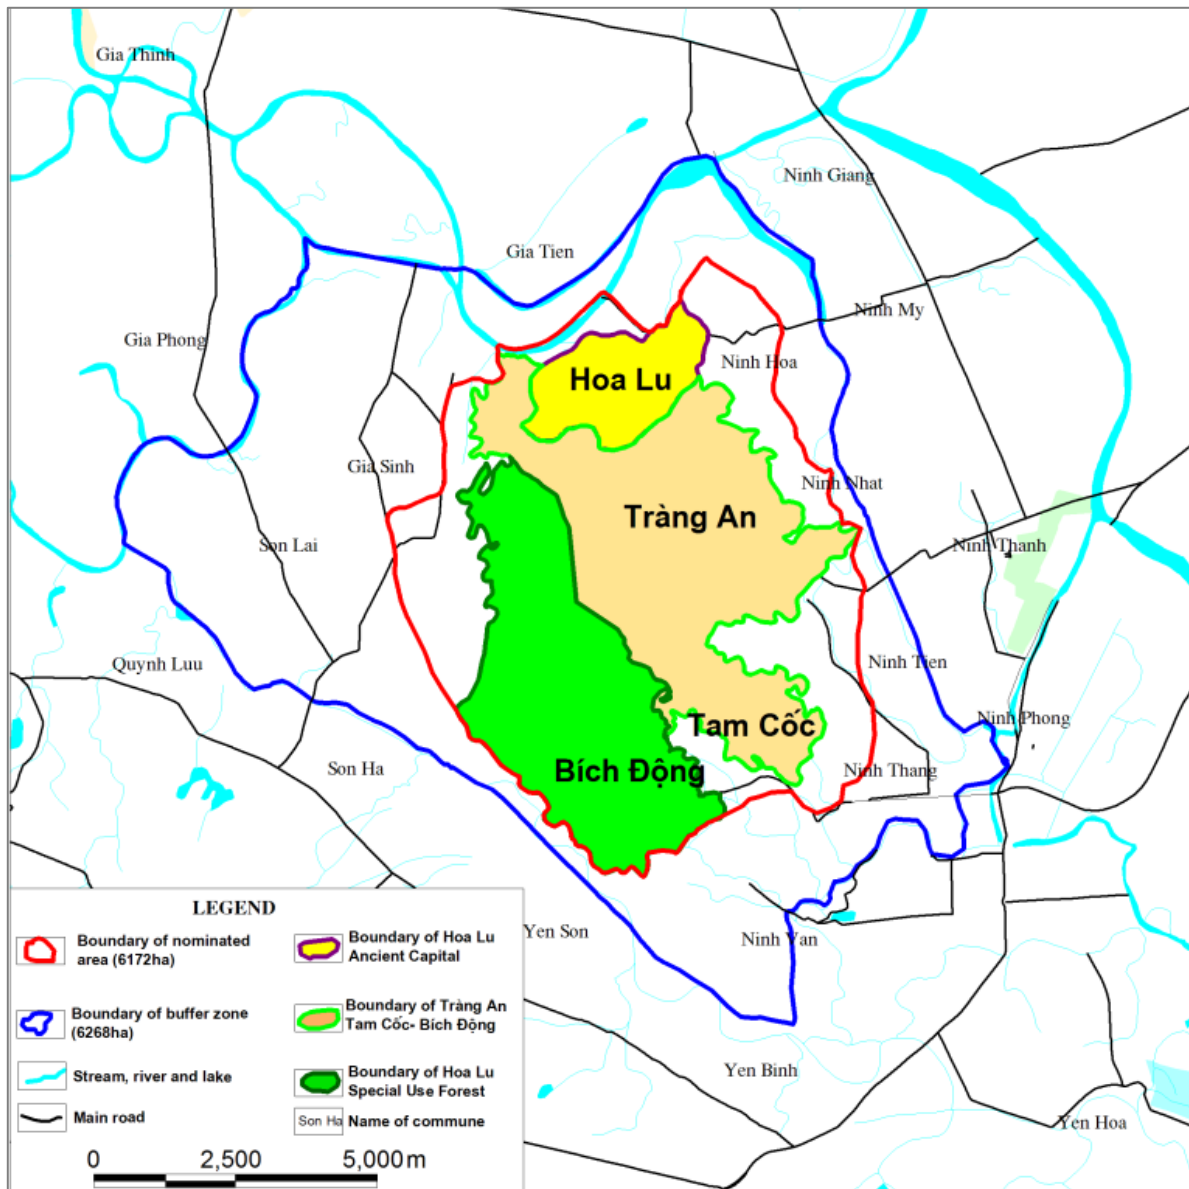 Gia Thinh
Ninh Giang
Gia Tien
Ninh My
Gia Phong
Ninh Hoa
Hoa Lu
Gia Sinh
Ninh Nhat
Tràng An
Son Lai
Ninh Thanh
Quynh Luu
Ninh Tien
Ninh Phong
Tam Cốc
Son Ha
Bích Động
Ninh Thang
Yen Son
Ninh Van
Yen Binh
Yen Hoa
LEGEND
Boundary of nominated
area (6172ha)
Boundary of buffer zone
(6268ha)
Stream, river and lake
Main road
Boundary of Hoa Lu
Ancient Capital
Boundary of Tràng An
Tam Cốc- Bích Động
Boundary of Hoa Lu
Special Use Forest
Son Ha Name of commune
0 2,500 5,000 m